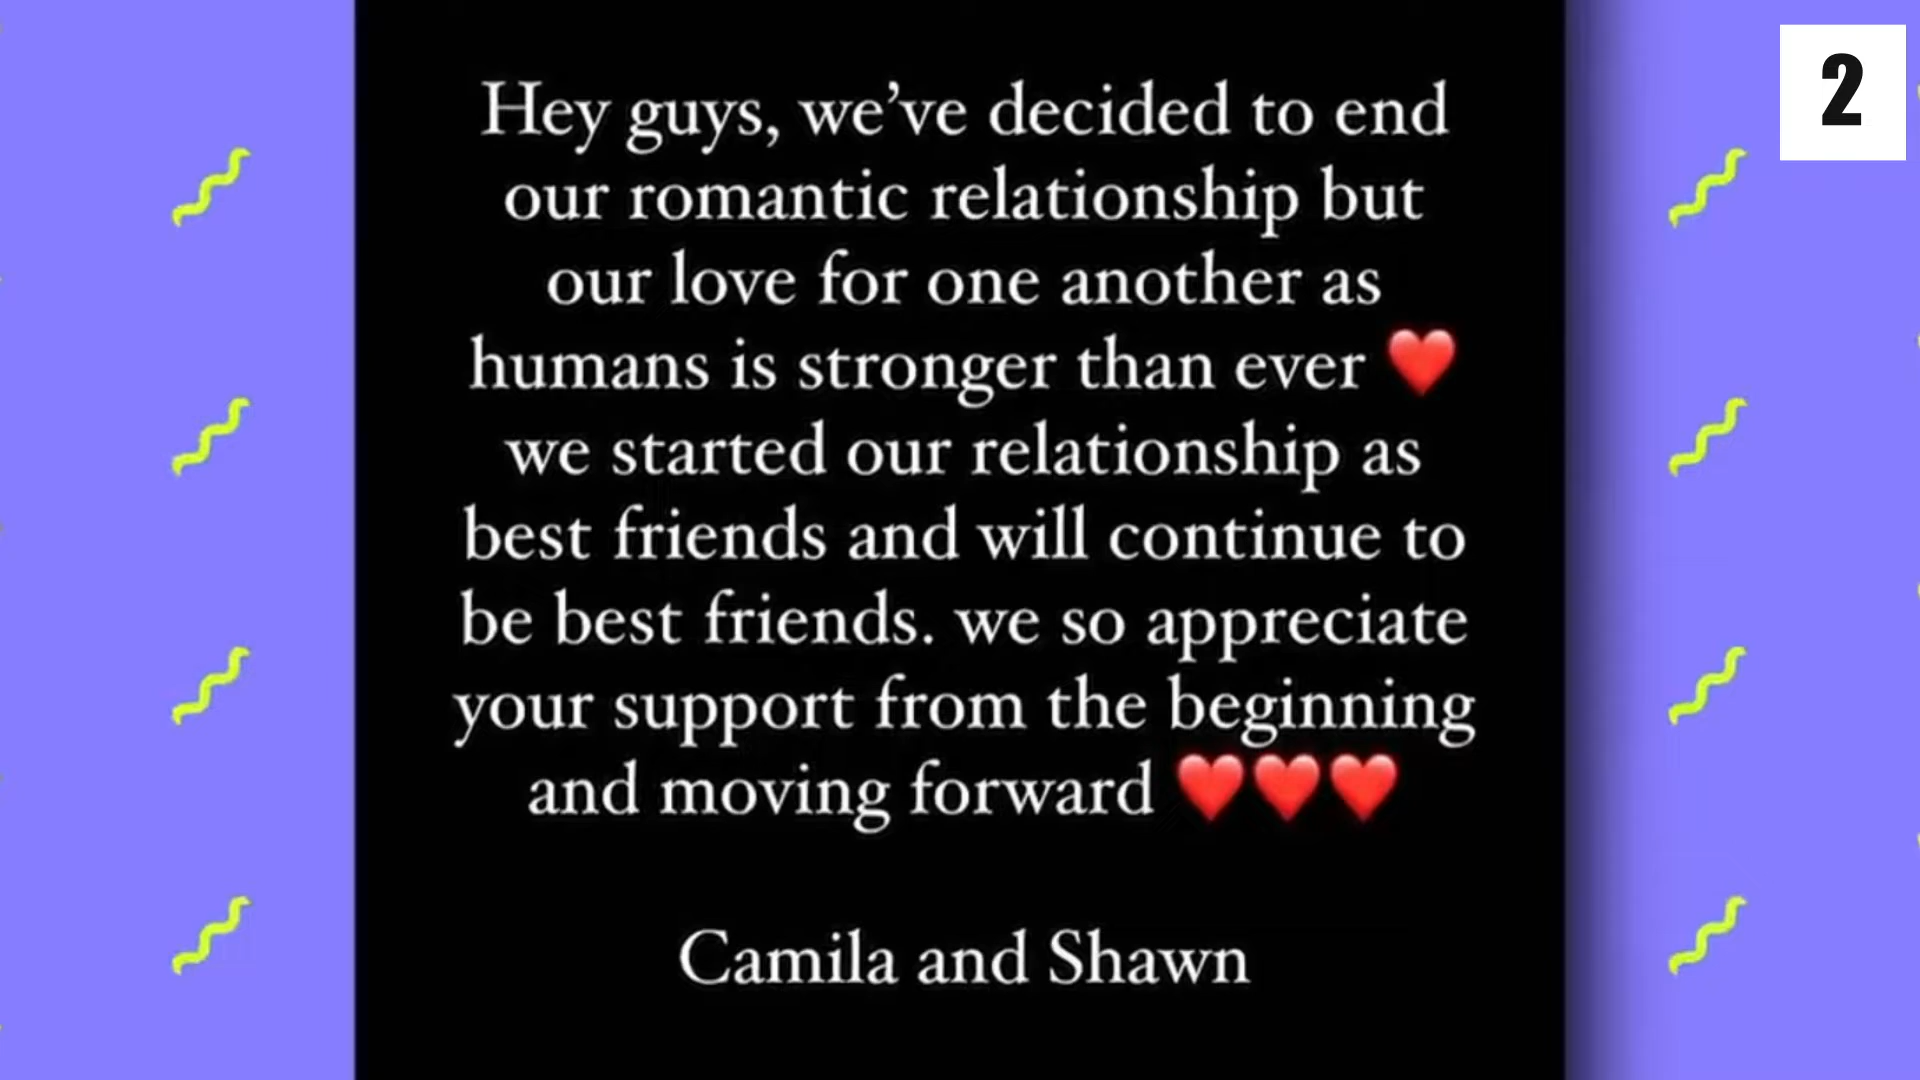 2
Hey guys, we’ve decided to end
our romantic relationship but
our love for one another as
humans is stronger than ever ❤️
we started our relationship as
best friends and will continue to
be best friends. we so appreciate
your support from the beginning
and moving forward ❤️❤️❤️
Camila and Shawn